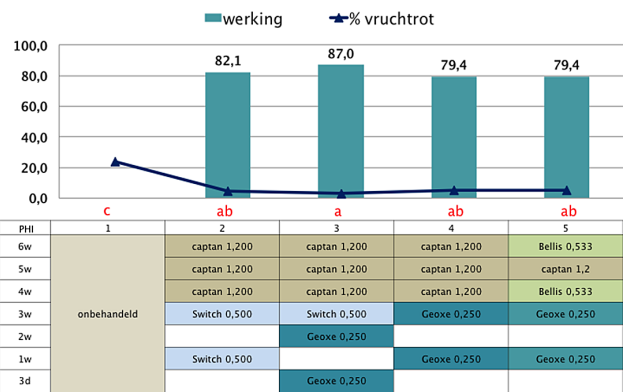 werking % vruchtrot
100,0
80,0
60,0
40,0
20,0
0,0
82,1 87,0 79,4 79,4
c ab a ab ab
PHI 1 2 3 4 5
6w captan 1,200 captan 1,200 captan 1,200 Bellis 0,533
5w captan 1,200 captan 1,200 captan 1,200 captan 1,2
4w captan 1,200 captan 1,200 captan 1,200 Bellis 0,533
3w onbehandeld Switch 0,500 Switch 0,500 Geoxe 0,250 Geoxe 0,250
2w Geoxe 0,250
1w Switch 0,500 Geoxe 0,250 Geoxe 0,250
3d Geoxe 0,250